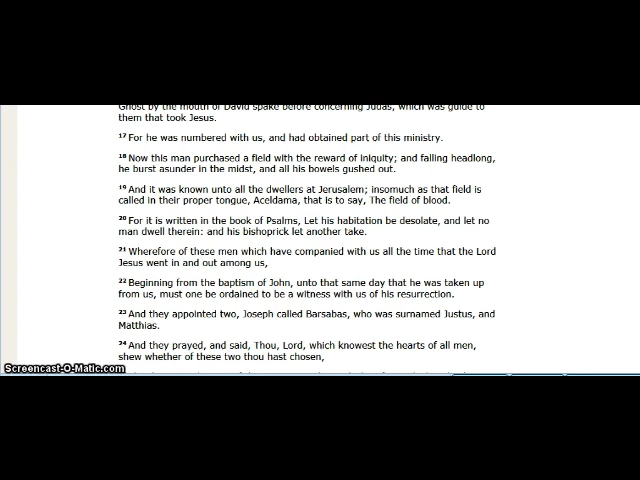 Ghost by the mouth of David spake before concerning Judas, which was guide to
them that took Jesus.
17 For he was numbered with us, and had obtained part of this ministry.
18 Now this man purchased a field with the reward of iniquity; and falling headlong,
he burst asunder in the midst, and all his bowels gushed out.
19 And it was known unto all the dwellers at Jerusalem; insomuch as that field is
called in their proper tongue, Aceldama, that is to say, The field of blood.
20 For it is written in the book of Psalms, Let his habitation be desolate, and let no
man dwell therein: and his bishoprick let another take.
21 Wherefore of these men which have companied with us all the time that the Lord
Jesus went in and out among us,
22 Beginning from the baptism of John, unto that same day that he was taken up
from us, must one be ordained to be a witness with us of his resurrection.
23 And they appointed two, Joseph called Barsabas, who was surnamed Justus, and
Matthias.
24 And they prayed, and said, Thou, Lord, which knowest the hearts of all men,
shew whether of these two thou hast chosen,
Screencast-O-Matic.com